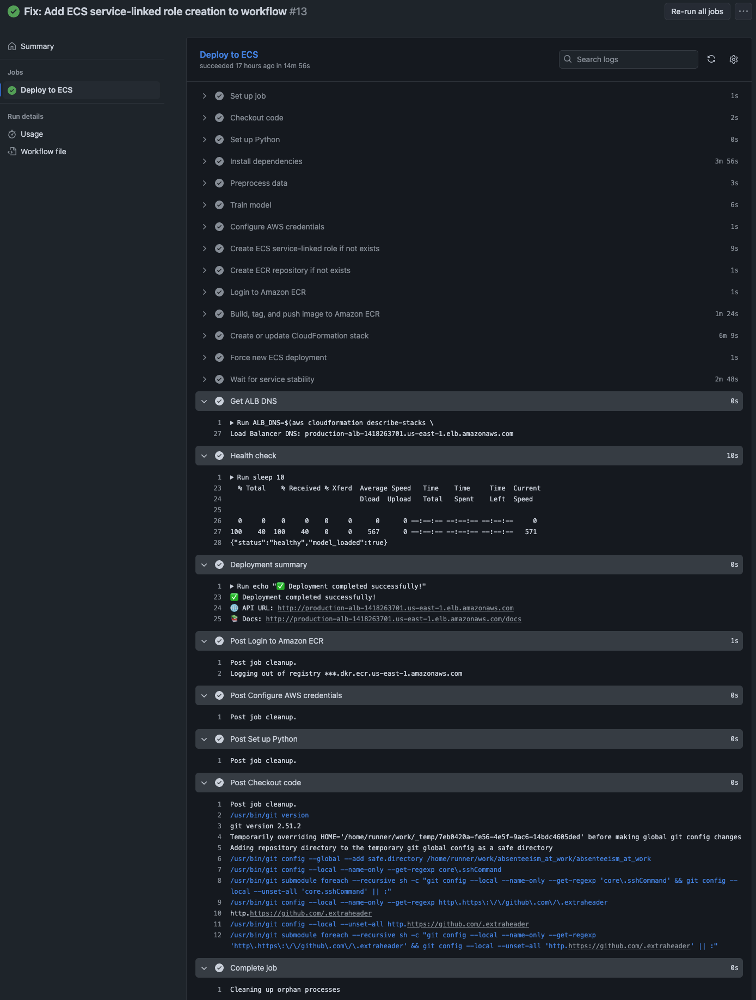 Fix: Add ECS service-linked role creation to workflow #13
Re-run all jobs
Summary
Jobs
Deploy to ECS
Run details
Usage
Workflow file
Deploy to ECS
succeeded 17 hours ago in 14m 56s
Search logs
Set up job 1s
Checkout code 2s
Set up Python 0s
Install dependencies 3m 56s
Preprocess data 3s
Train model 6s
Configure AWS credentials 1s
Create ECS service-linked role if not exists 9s
Create ECR repository if not exists 1s
Login to Amazon ECR 1s
Build, tag, and push image to Amazon ECR 1m 24s
Create or update CloudFormation stack 6m 9s
Force new ECS deployment 1s
Wait for service stability 2m 48s
Get ALB DNS 0s
1 Run ALB_DNS=$(aws cloudformation describe-stacks \
27 Load Balancer DNS: production-alb-1418263701.us-east-1.elb.amazonaws.com
Health check 10s
1 Run sleep 10
23 % Total % Received % Xferd Average Speed Time Time Time Current
24 Dload Upload Total Spent Left Speed
25
26 0 0 0 0 0 0 0 0 --:--:-- --:--:-- --:--:-- 0
27 100 40 100 40 0 0 567 0 --:--:-- --:--:-- --:--:-- 571
28 {"status":"healthy","model_loaded":true}
Deployment summary 0s
1 Run echo "✅ Deployment completed successfully!"
23 ✅ Deployment completed successfully!
24 🌐 API URL: http://production-alb-1418263701.us-east-1.elb.amazonaws.com
25 📚 Docs: http://production-alb-1418263701.us-east-1.elb.amazonaws.com/docs
Post Login to Amazon ECR 1s
1 Post job cleanup.
2 Logging out of registry ***.dkr.ecr.us-east-1.amazonaws.com
Post Configure AWS credentials 0s
1 Post job cleanup.
Post Set up Python 0s
1 Post job cleanup.
Post Checkout code 0s
1 Post job cleanup.
2 /usr/bin/git version
3 git version 2.51.2
4 Temporarily overriding HOME='/home/runner/work/_temp/7eb0420a-fe56-4e5f-9ac6-14bdc4605ded' before making global git config changes
5 Adding repository directory to the temporary git global config as a safe directory
6 /usr/bin/git config --global --add safe.directory /home/runner/work/absenteeism_at_work/absenteeism_at_work
7 /usr/bin/git config --local --name-only --get-regexp core\.sshCommand
8 /usr/bin/git submodule foreach --recursive sh -c "git config --local --name-only --get-regexp 'core\.sshCommand' && git config --
local --unset-all 'core.sshCommand' || :"
9 /usr/bin/git config --local --name-only --get-regexp http\.https\:\/\/github\.com\/\.extraheader
10 http.https://github.com/.extraheader
11 /usr/bin/git config --local --unset-all http.https://github.com/.extraheader
12 /usr/bin/git submodule foreach --recursive sh -c "git config --local --name-only --get-regexp
'http\.https\:\/\/github\.com\/\.extraheader' && git config --local --unset-all 'http.https://github.com/.extraheader' || :"
Complete job 0s
1 Cleaning up orphan processes